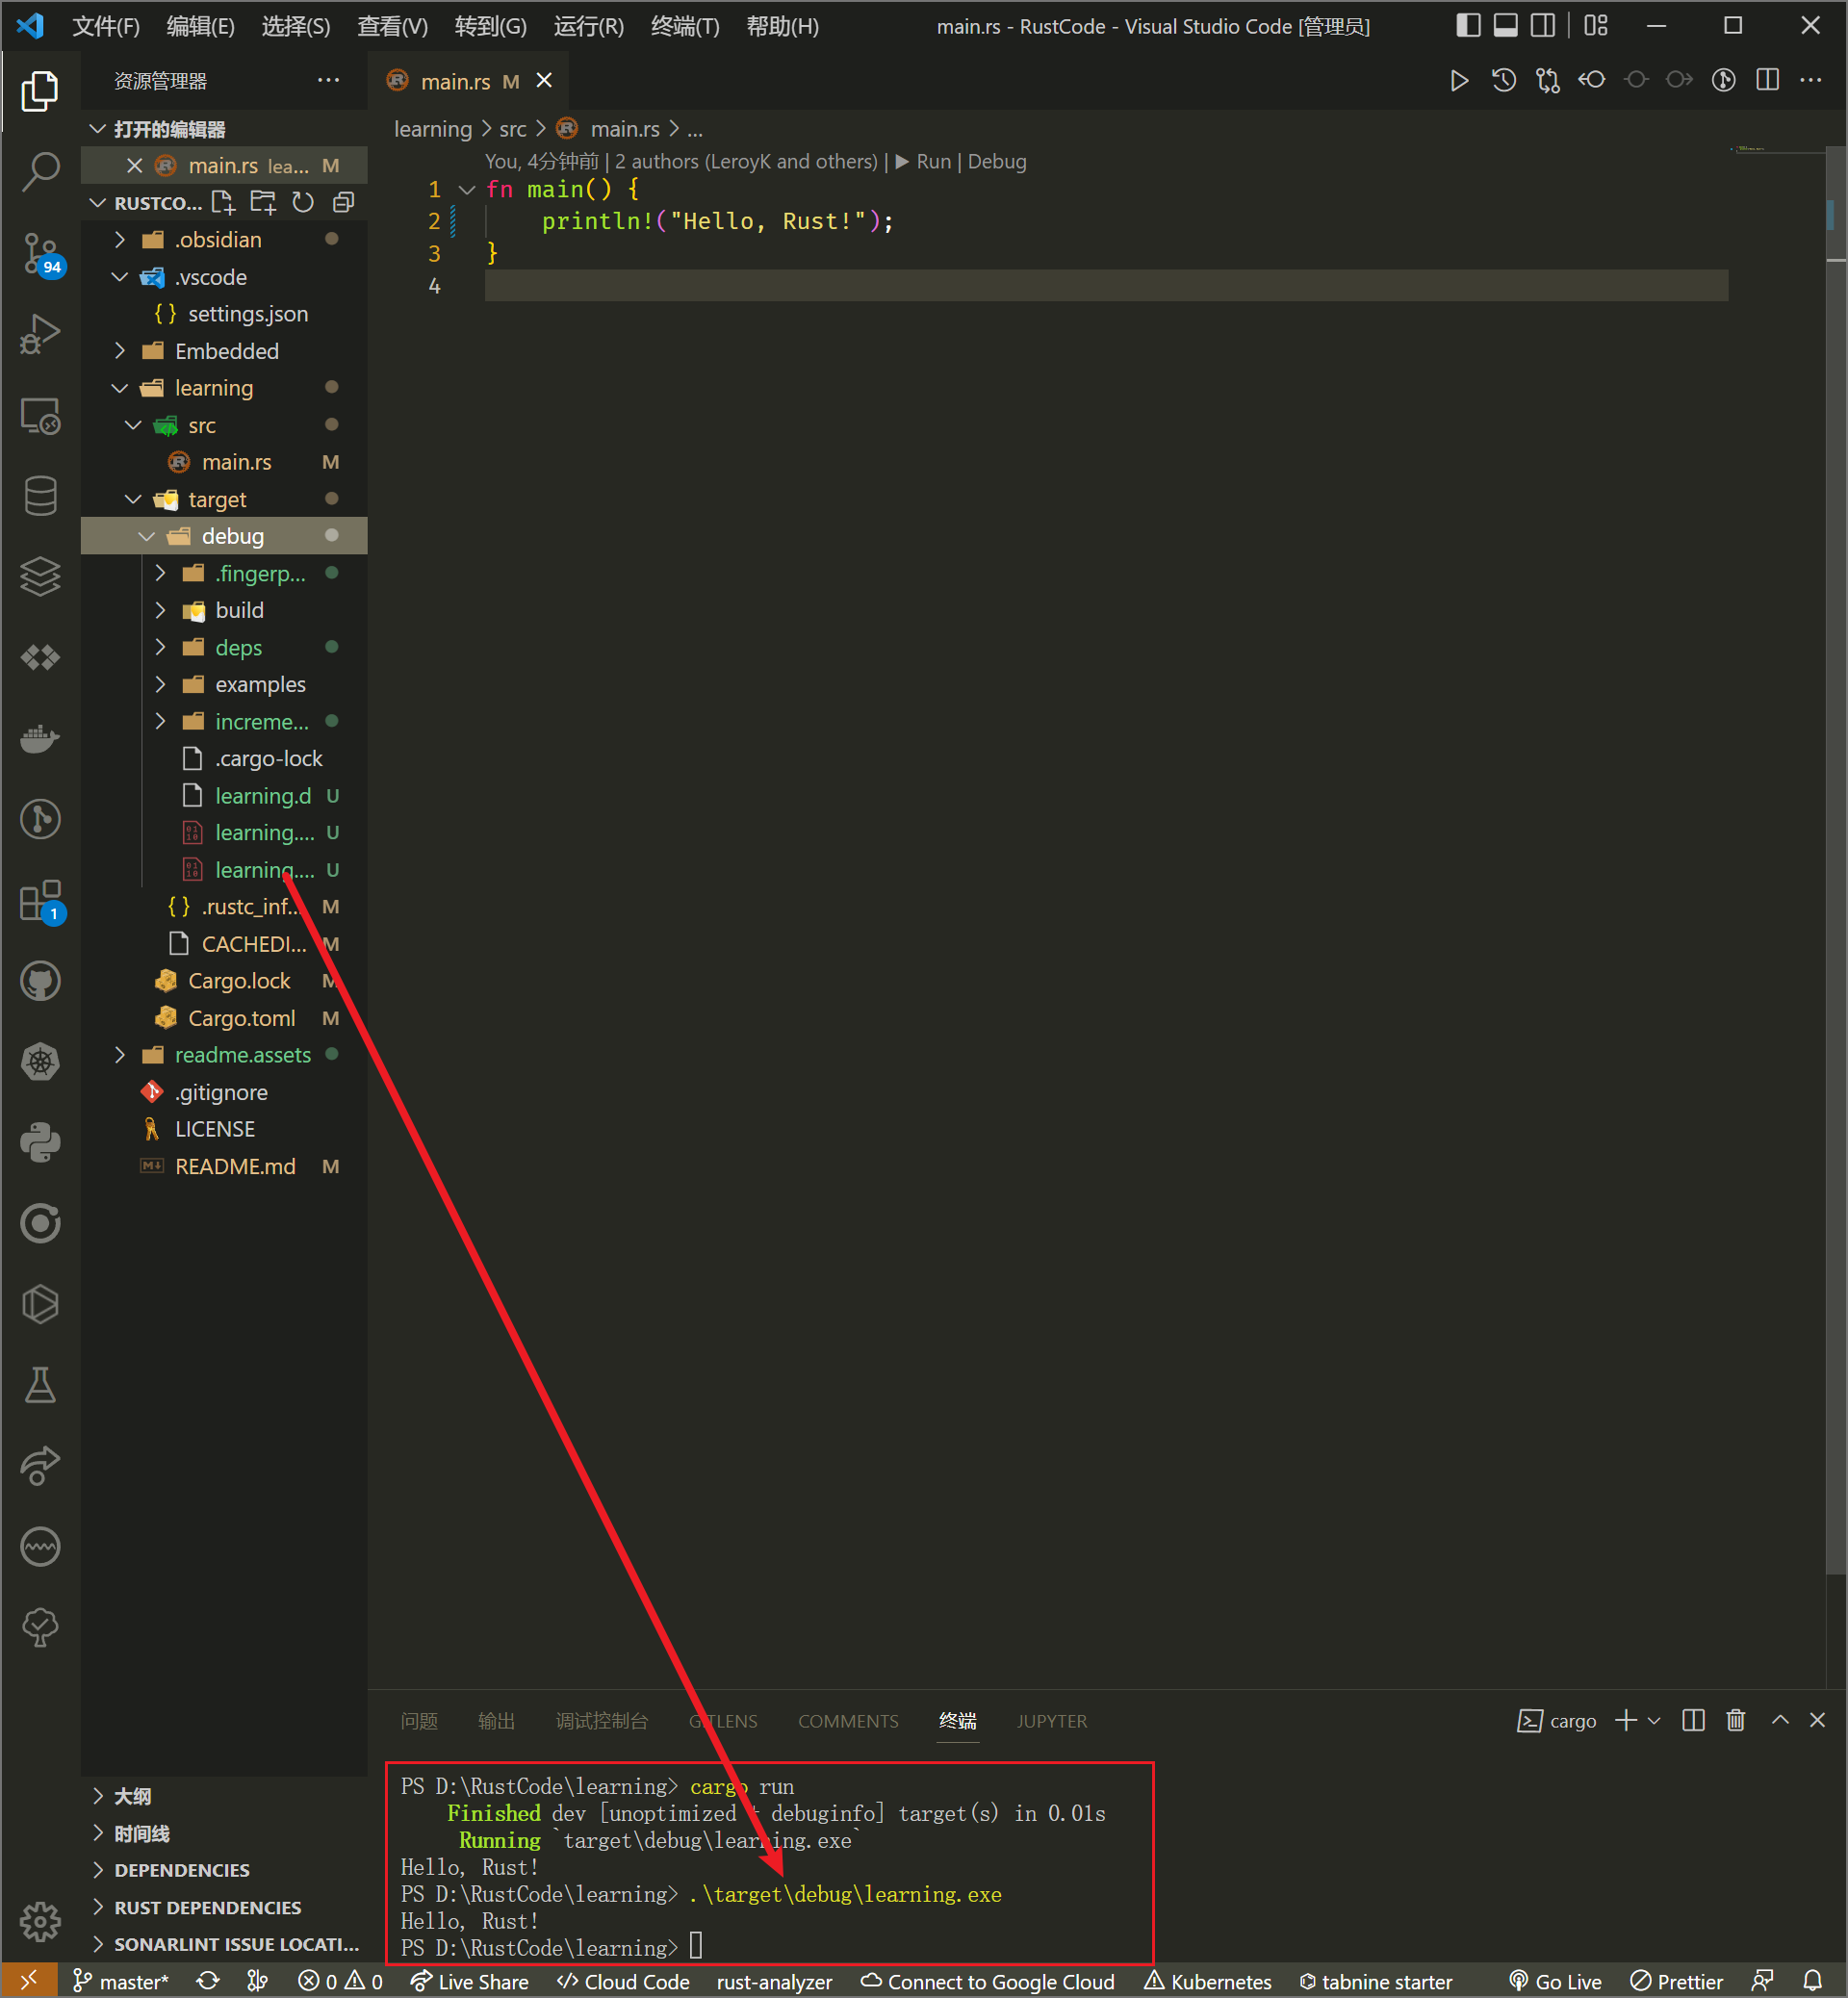 文件(F) 编辑(E) 选择(S) 查看(V) 转到(G) 运行(R) 终端(T) 帮助(H) main.rs - RustCode - Visual Studio Code [管理员]
资源管理器
main.rs M
打开的编辑器
main.rs lea... M
RUSTCO...
.obsidian
.vscode
settings.json
Embedded
learning
src
main.rs M
target
debug
.fingerp...
build
deps
examples
increme...
.cargo-lock
learning.d U
learning.... U
learning.... U
.rustc_inf... M
CACHEDI... M
Cargo.lock M
Cargo.toml M
readme.assets
.gitignore
LICENSE
README.md M
大纲
时间线
DEPENDENCIES
RUST DEPENDENCIES
SONARLINT ISSUE LOCATI...
94
1
learning > src > main.rs > ...
You, 4分钟前 | 2 authors (LeroyK and others) | ▶ Run | Debug
1 fn main() {
2 println!("Hello, Rust!");
3 }
4
问题 输出 调试控制台 GITLENS COMMENTS 终端 JUPYTER cargo
PS D:\RustCode\learning> cargo run
Finished dev [unoptimized + debuginfo] target(s) in 0.01s
Running `target\debug\learning.exe`
Hello, Rust!
PS D:\RustCode\learning> .\target\debug\learning.exe
Hello, Rust!
PS D:\RustCode\learning>
master* 0 0 Live Share Cloud Code rust-analyzer Connect to Google Cloud Kubernetes tabnine starter Go Live Prettier